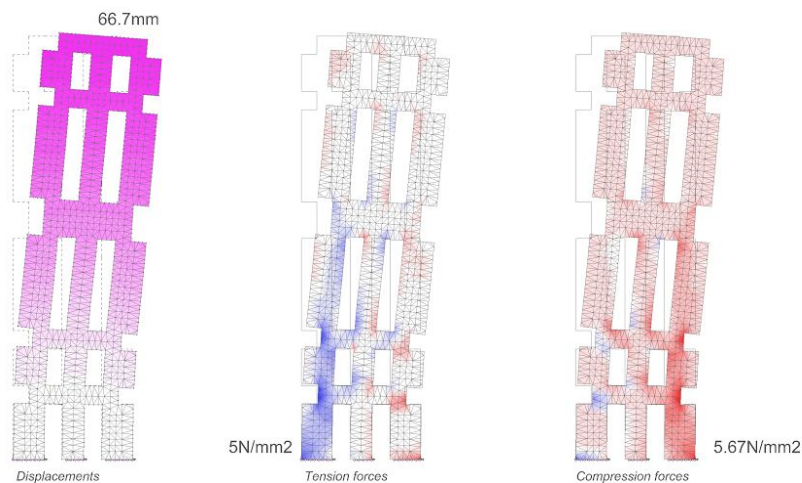 66.7mm
5N/mm2
5.67N/mm2
Displacements
Tension forces
Compression forces